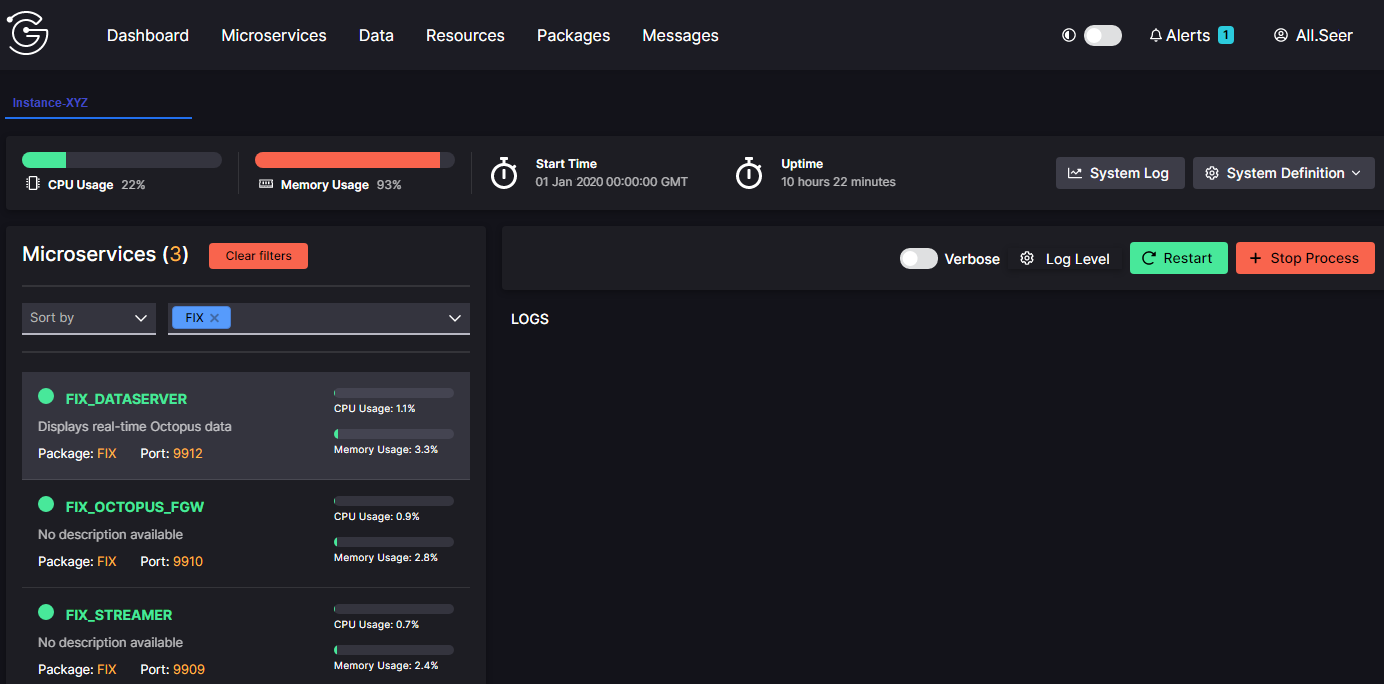 Dashboard Microservices Data Resources Packages Messages Alerts 1 All.Seer
Instance-XYZ
CPU Usage 22%
Memory Usage 93%
Start Time
01 Jan 2020 00:00:00 GMT
Uptime
10 hours 22 minutes
System Log
System Definition
Microservices (3) Clear filters
Sort by FIX
FIX_DATASERVER
Displays real-time Octopus data
Package: FIX Port: 9912
CPU Usage: 1.1%
Memory Usage: 3.3%
FIX_OCTOPUS_FGW
No description available
Package: FIX Port: 9910
CPU Usage: 0.9%
Memory Usage: 2.8%
FIX_STREAMER
No description available
Package: FIX Port: 9909
CPU Usage: 0.7%
Memory Usage: 2.4%
Verbose Log Level Restart Stop Process
LOGS